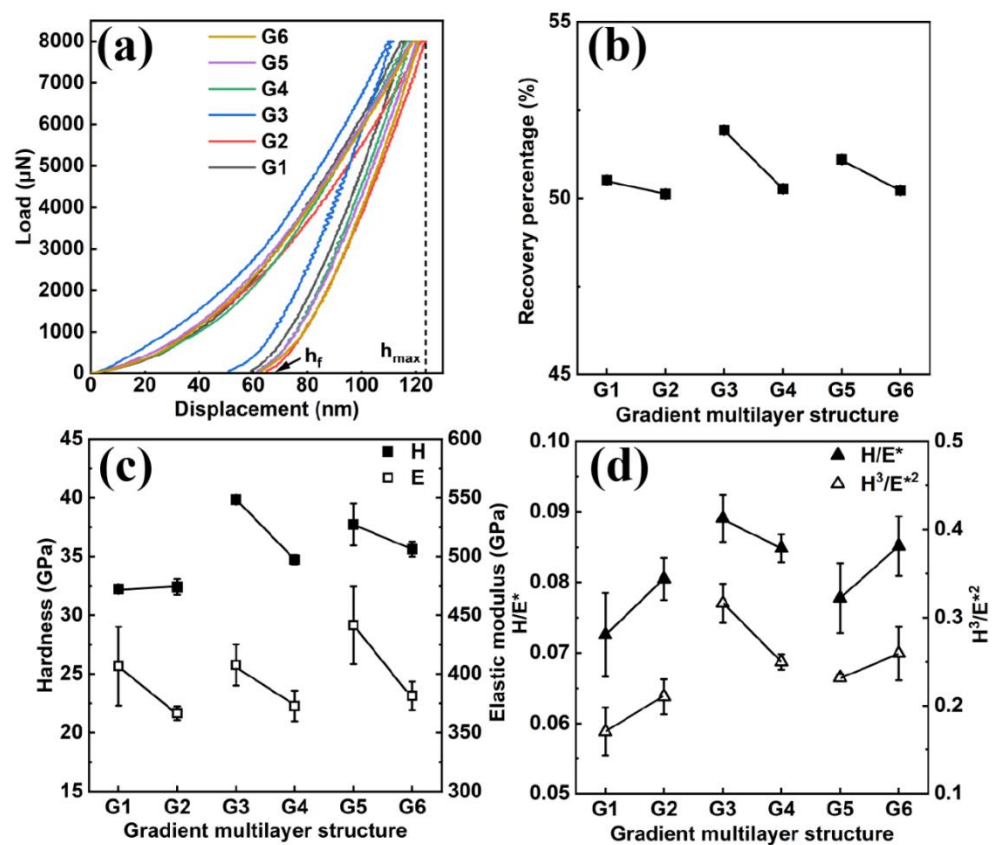 (a)
8000
7000
6000
5000
4000
3000
2000
1000
0
Load (μN)
G6
G5
G4
G3
G2
G1
hf
hmax
0 20 40 60 80 100 120
Displacement (nm)
(b)
55
50
45
Recovery percentage (%)
G1 G2 G3 G4 G5 G6
Gradient multilayer structure
(c)
45
40
35
30
25
20
15
Hardness (GPa)
H
E
600
550
500
450
400
350
300
Elastic modulus (GPa)
G1 G2 G3 G4 G5 G6
Gradient multilayer structure
(d)
0.10
0.09
0.08
0.07
0.06
0.05
H/E*
H/E*
H³/E*²
0.5
0.4
0.3
0.2
0.1
H³/E*²
G1 G2 G3 G4 G5 G6
Gradient multilayer structure